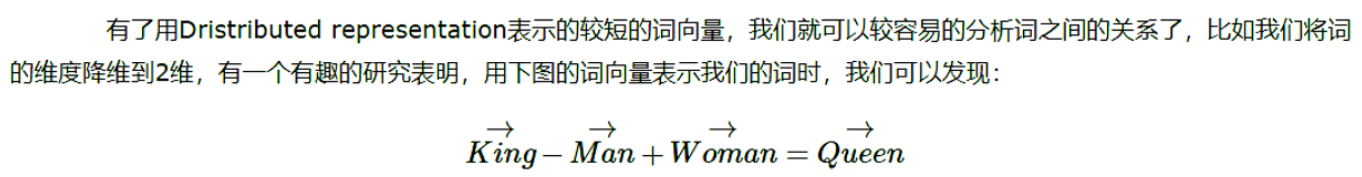 有了用Dristributed representation表示的较短的词向量，我们就可以较容易的分析词之间的关系了，比如我们将词
的维度降维到2维，有一个有趣的研究表明，用下图的词向量表示我们的词时，我们可以发现：
$\overrightarrow{King} - \overrightarrow{Man} + \overrightarrow{Woman} = \overrightarrow{Queen}$